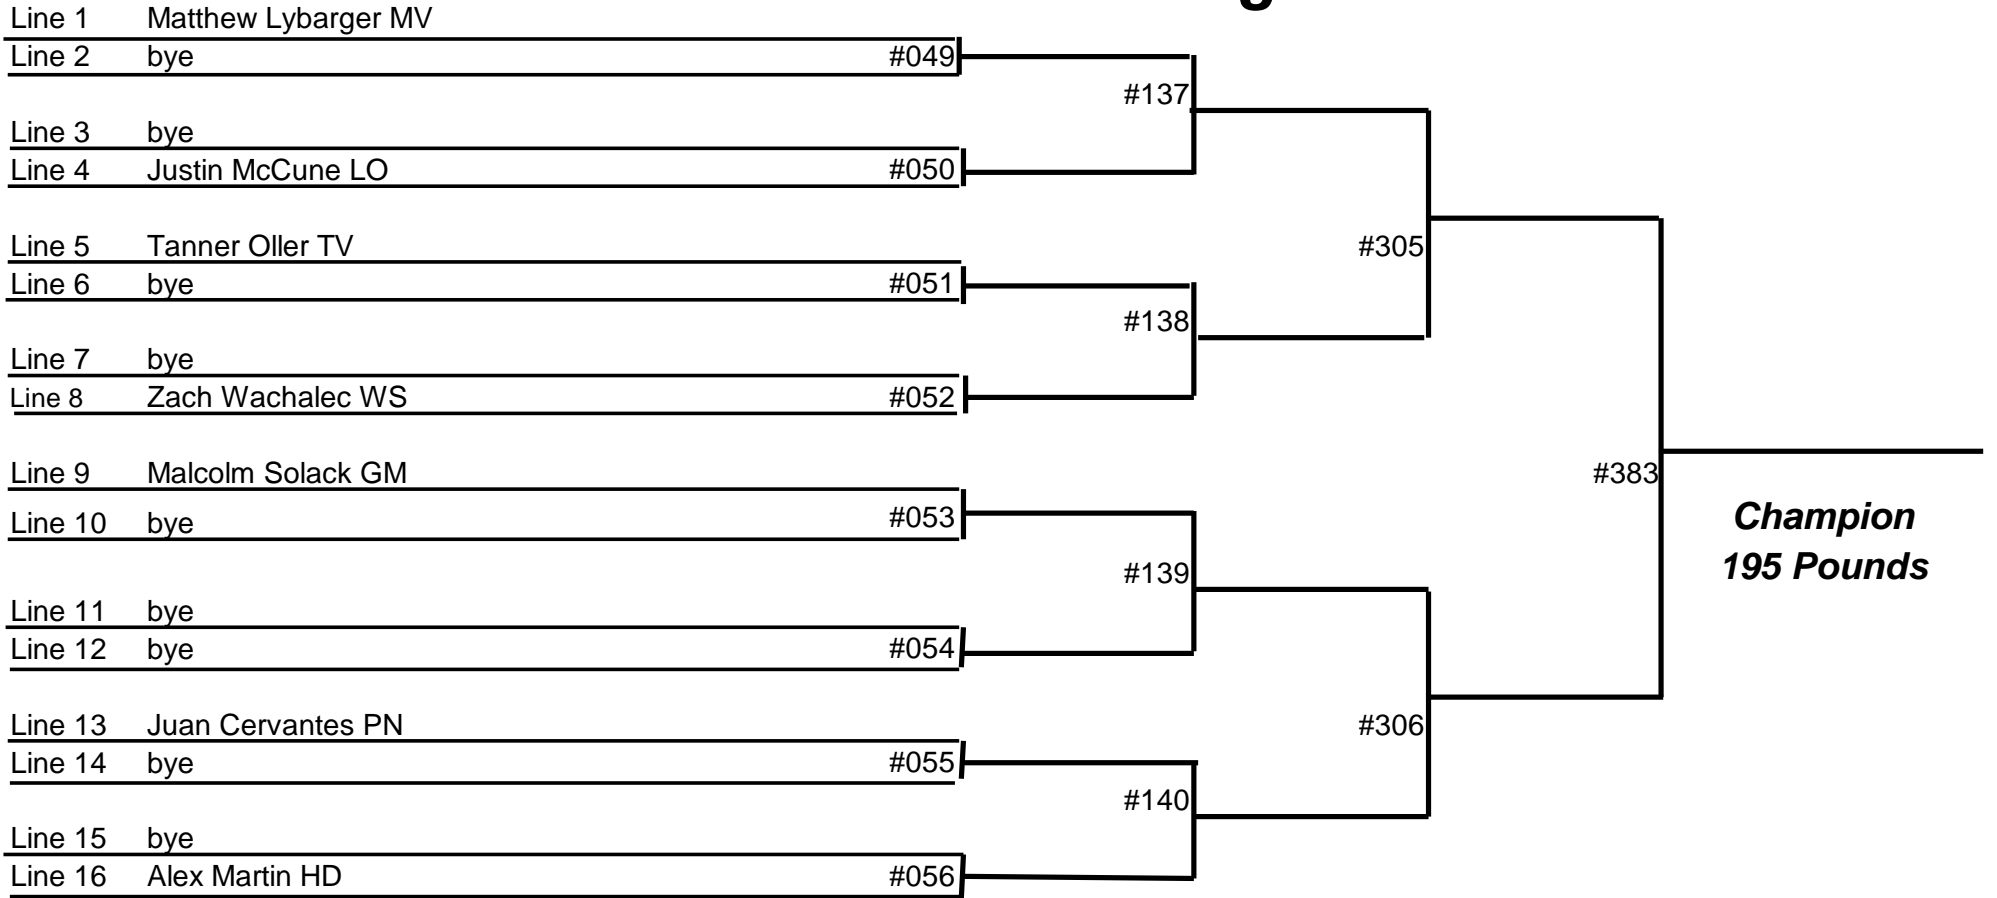 Line 1 Matthew Lybarger MV
Line 2 bye #049
#137
Line 3 bye
Line 4 Justin McCune LO #050
Line 5 Tanner Oller TV #305
Line 6 bye #051
#138
Line 7 bye
Line 8 Zach Wachalec WS #052
Line 9 Malcolm Solack GM #383
Line 10 bye #053
Champion
195 Pounds
#139
Line 11 bye
Line 12 bye #054
Line 13 Juan Cervantes PN #306
Line 14 bye #055
#140
Line 15 bye
Line 16 Alex Martin HD #056